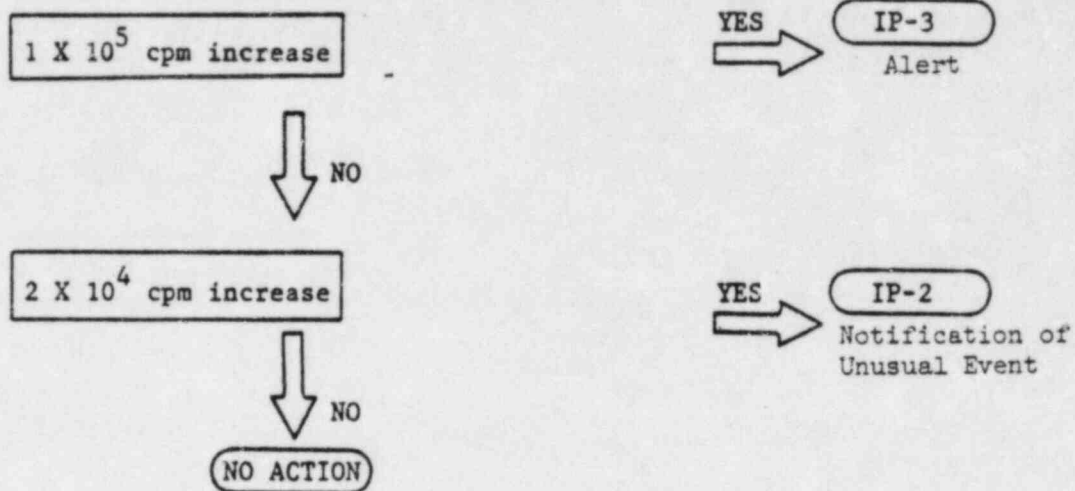 1 X 10^5 cpm increase
YES
IP-3
Alert
NO
2 X 10^4 cpm increase
YES
IP-2
Notification of
Unusual Event
NO
NO ACTION